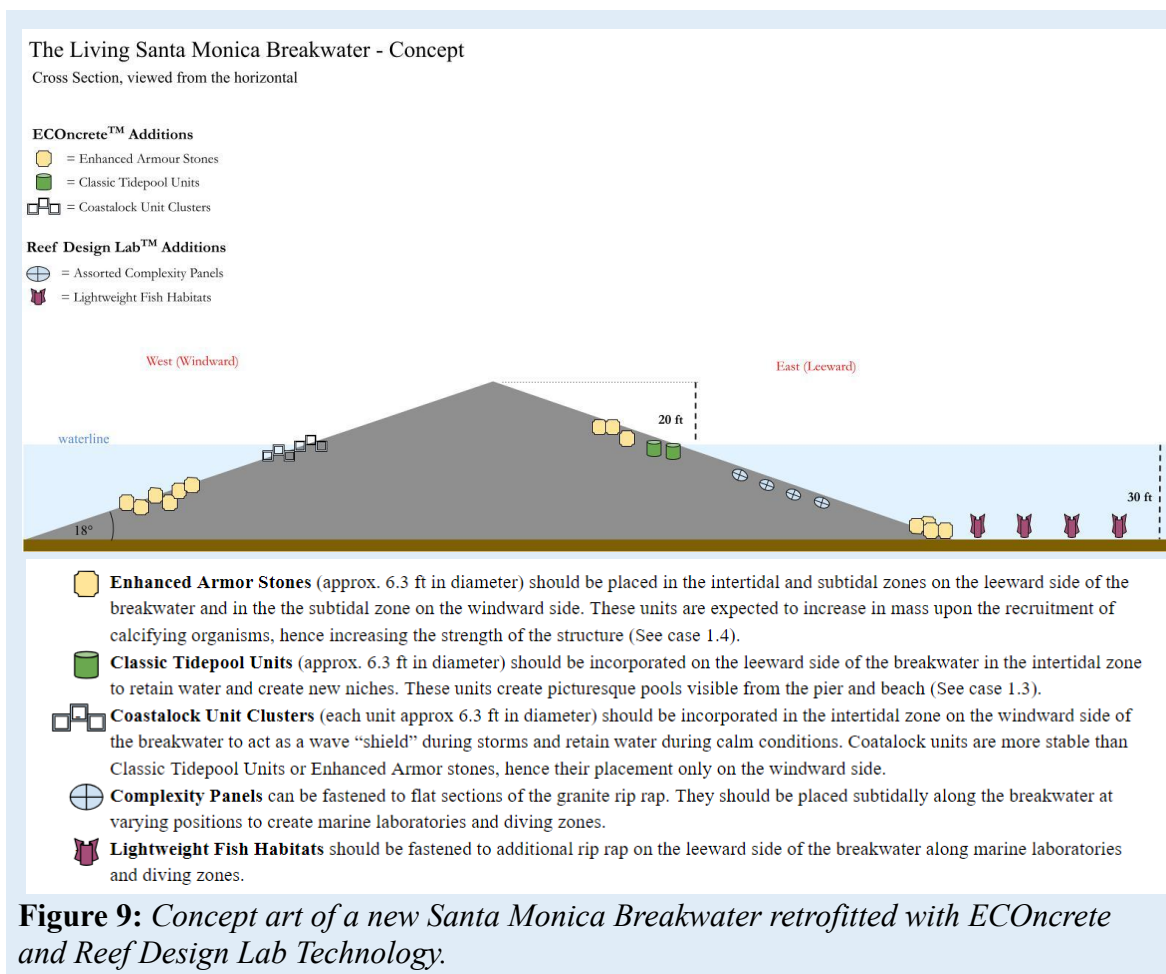 The Living Santa Monica Breakwater - Concept
Cross Section, viewed from the horizontal
ECOncrete™ Additions
= Enhanced Armour Stones
= Classic Tidepool Units
= Coastalock Unit Clusters
Reef Design Lab™ Additions
= Assorted Complexity Panels
= Lightweight Fish Habitats
West (Windward)
East (Leeward)
20 ft
waterline
30 ft
18°
Enhanced Armor Stones (approx. 6.3 ft in diameter) should be placed in the intertidal and subtidal zones on the leeward side of the
breakwater and in the the subtidal zone on the windward side. These units are expected to increase in mass upon the recruitment of
calcifying organisms, hence increasing the strength of the structure (See case 1.4).
Classic Tidepool Units (approx. 6.3 ft in diameter) should be incorporated on the leeward side of the breakwater in the intertidal zone
to retain water and create new niches. These units create picturesque pools visible from the pier and beach (See case 1.3).
Coastalock Unit Clusters (each unit approx 6.3 ft in diameter) should be incorporated in the intertidal zone on the windward side of
the breakwater to act as a wave “shield” during storms and retain water during calm conditions. Coatalock units are more stable than
Classic Tidepool Units or Enhanced Armor stones, hence their placement only on the windward side.
Complexity Panels can be fastened to flat sections of the granite rip rap. They should be placed subtidally along the breakwater at
varying positions to create marine laboratories and diving zones.
Lightweight Fish Habitats should be fastened to additional rip rap on the leeward side of the breakwater along marine laboratories
and diving zones.
Figure 9: Concept art of a new Santa Monica Breakwater retrofitted with ECOncrete
and Reef Design Lab Technology.